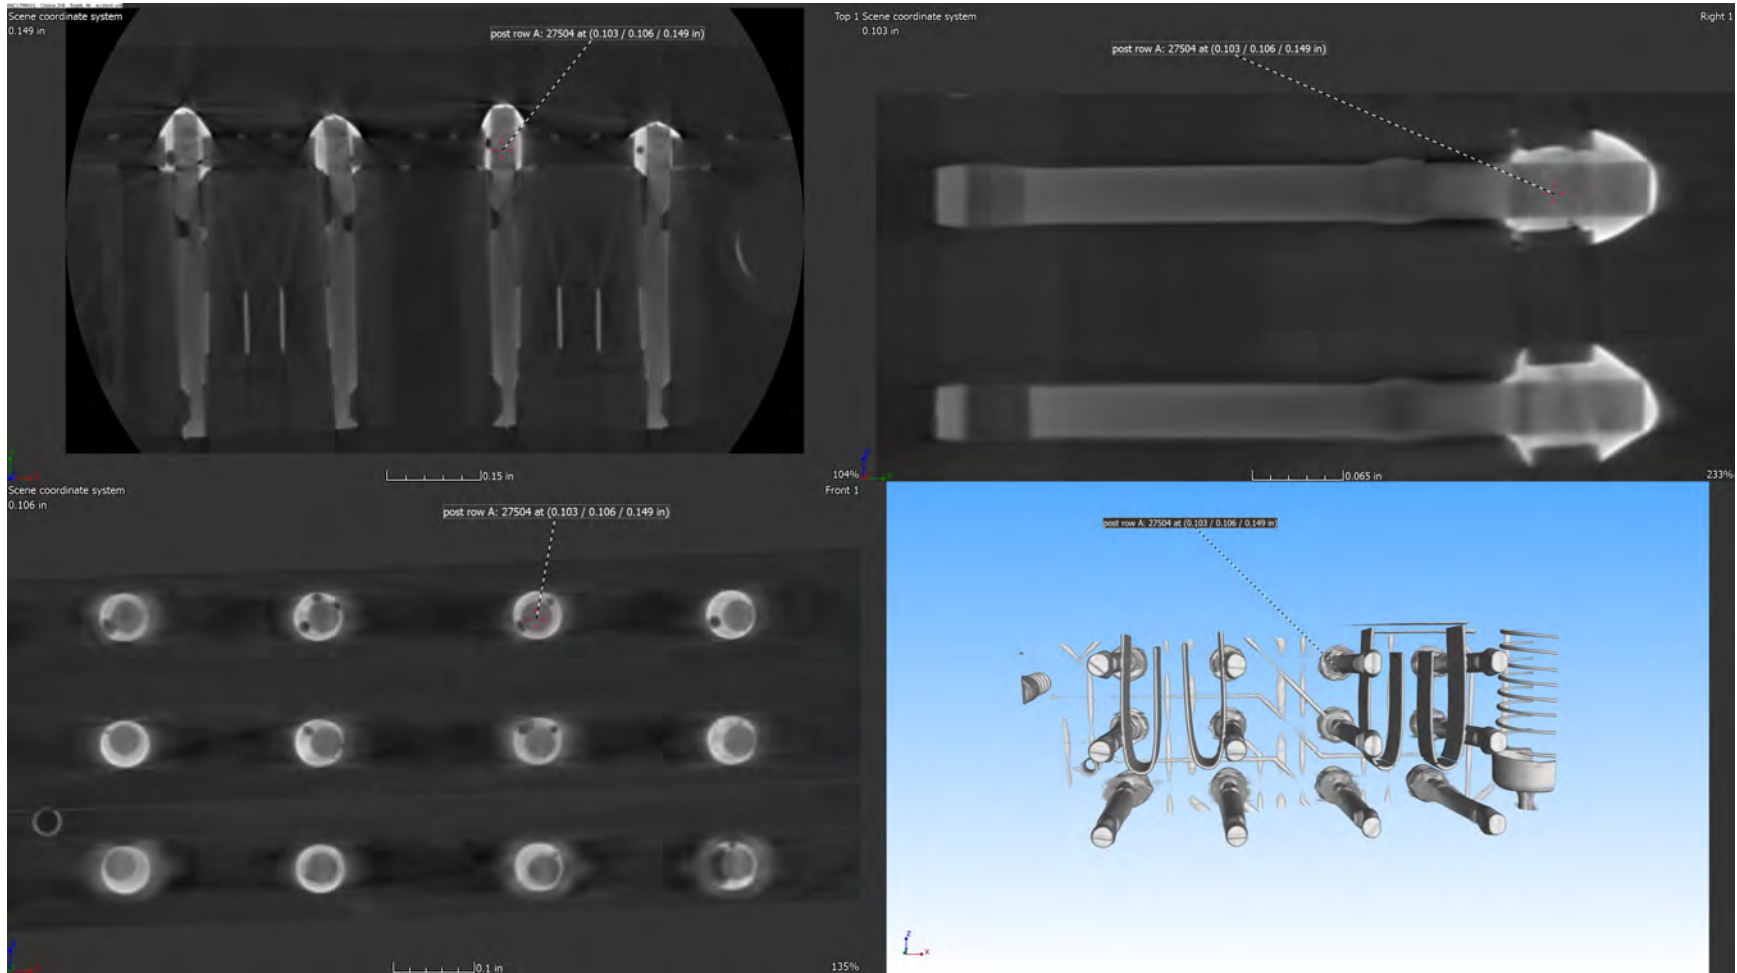 Scene coordinate system
0.149 in
post row A: 27504 at (0.103 / 0.106 / 0.149 in)
0.15 in
104%
Top 1
Scene coordinate system
0.103 in
Right 1
post row A: 27504 at (0.103 / 0.106 / 0.149 in)
0.065 in
233%
Scene coordinate system
0.106 in
Front 1
post row A: 27504 at (0.103 / 0.106 / 0.149 in)
0.1 in
135%
post row A: 27504 at (0.103 / 0.106 / 0.149 in)
z
x